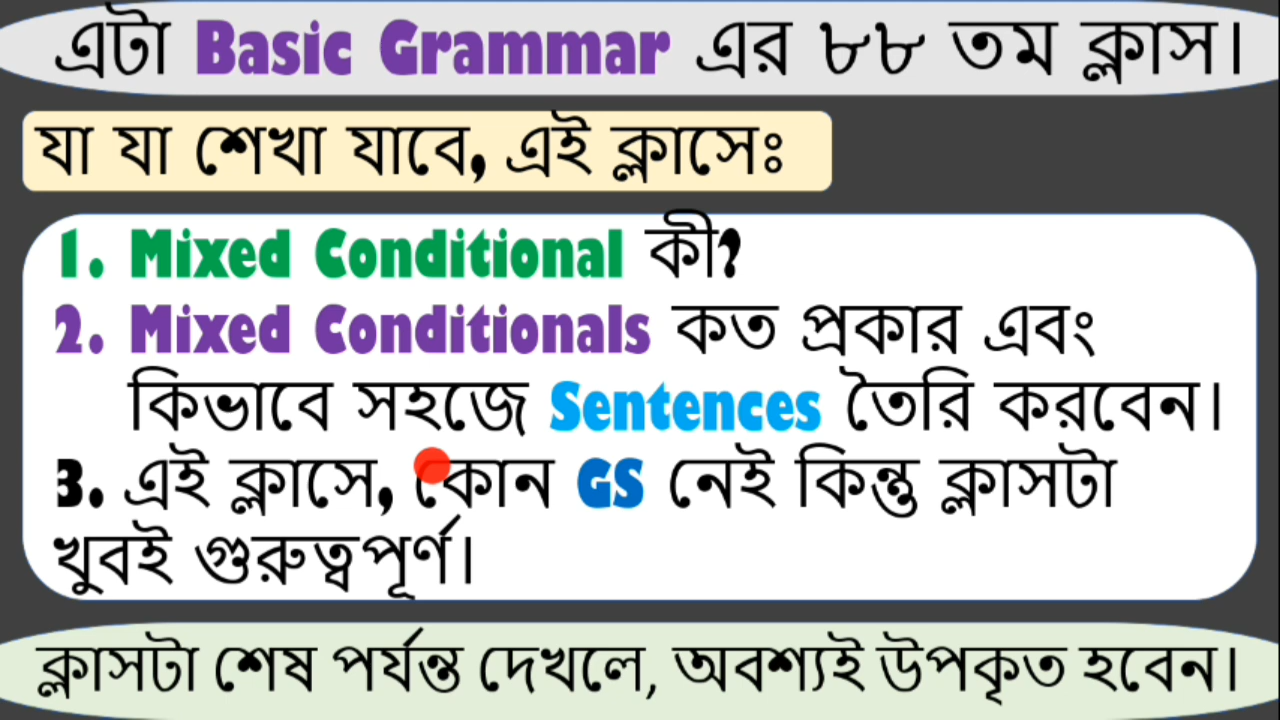 এটা Basic Grammar এর ৮৮ তম ক্লাস।
যা যা শেখা যাবে, এই ক্লাসেঃ
1. Mixed Conditional কী?
2. Mixed Conditionals কত প্রকার এবং
কিভাবে সহজে Sentences তৈরি করবেন।
3. এই ক্লাসে, কোন GS নেই কিন্তু ক্লাসটা
খুবই গুরুত্বপূর্ণ।
ক্লাসটা শেষ পর্যন্ত দেখলে, অবশ্যই উপকৃত হবেন।